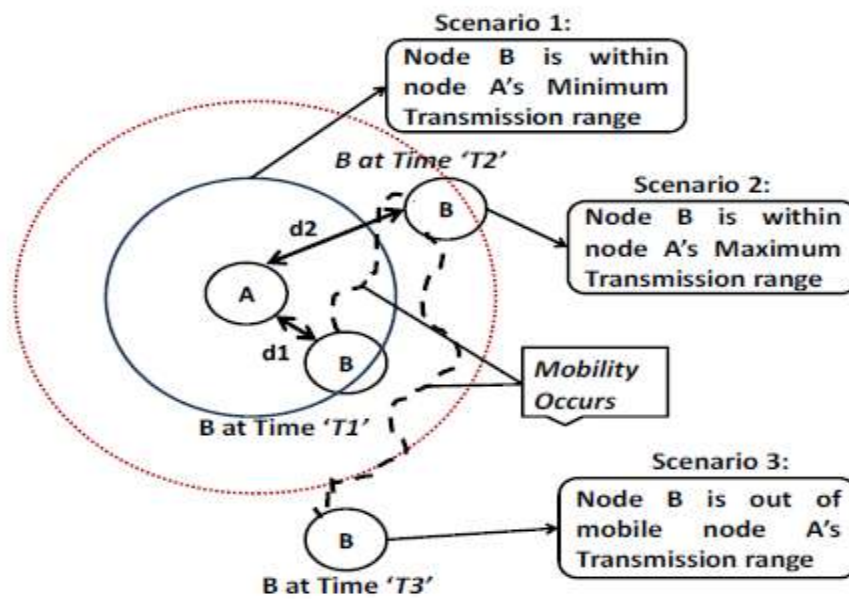 Scenario 1:
Node B is within
node A's Minimum
Transmission range
B at Time ‘T2’
B
Scenario 2:
Node B is within
node A's Maximum
Transmission range
d2
A
d1
B
Mobility
Occurs
B at Time ‘T1’
Scenario 3:
Node B is out of
mobile node A's
Transmission range
B
B at Time ‘T3’